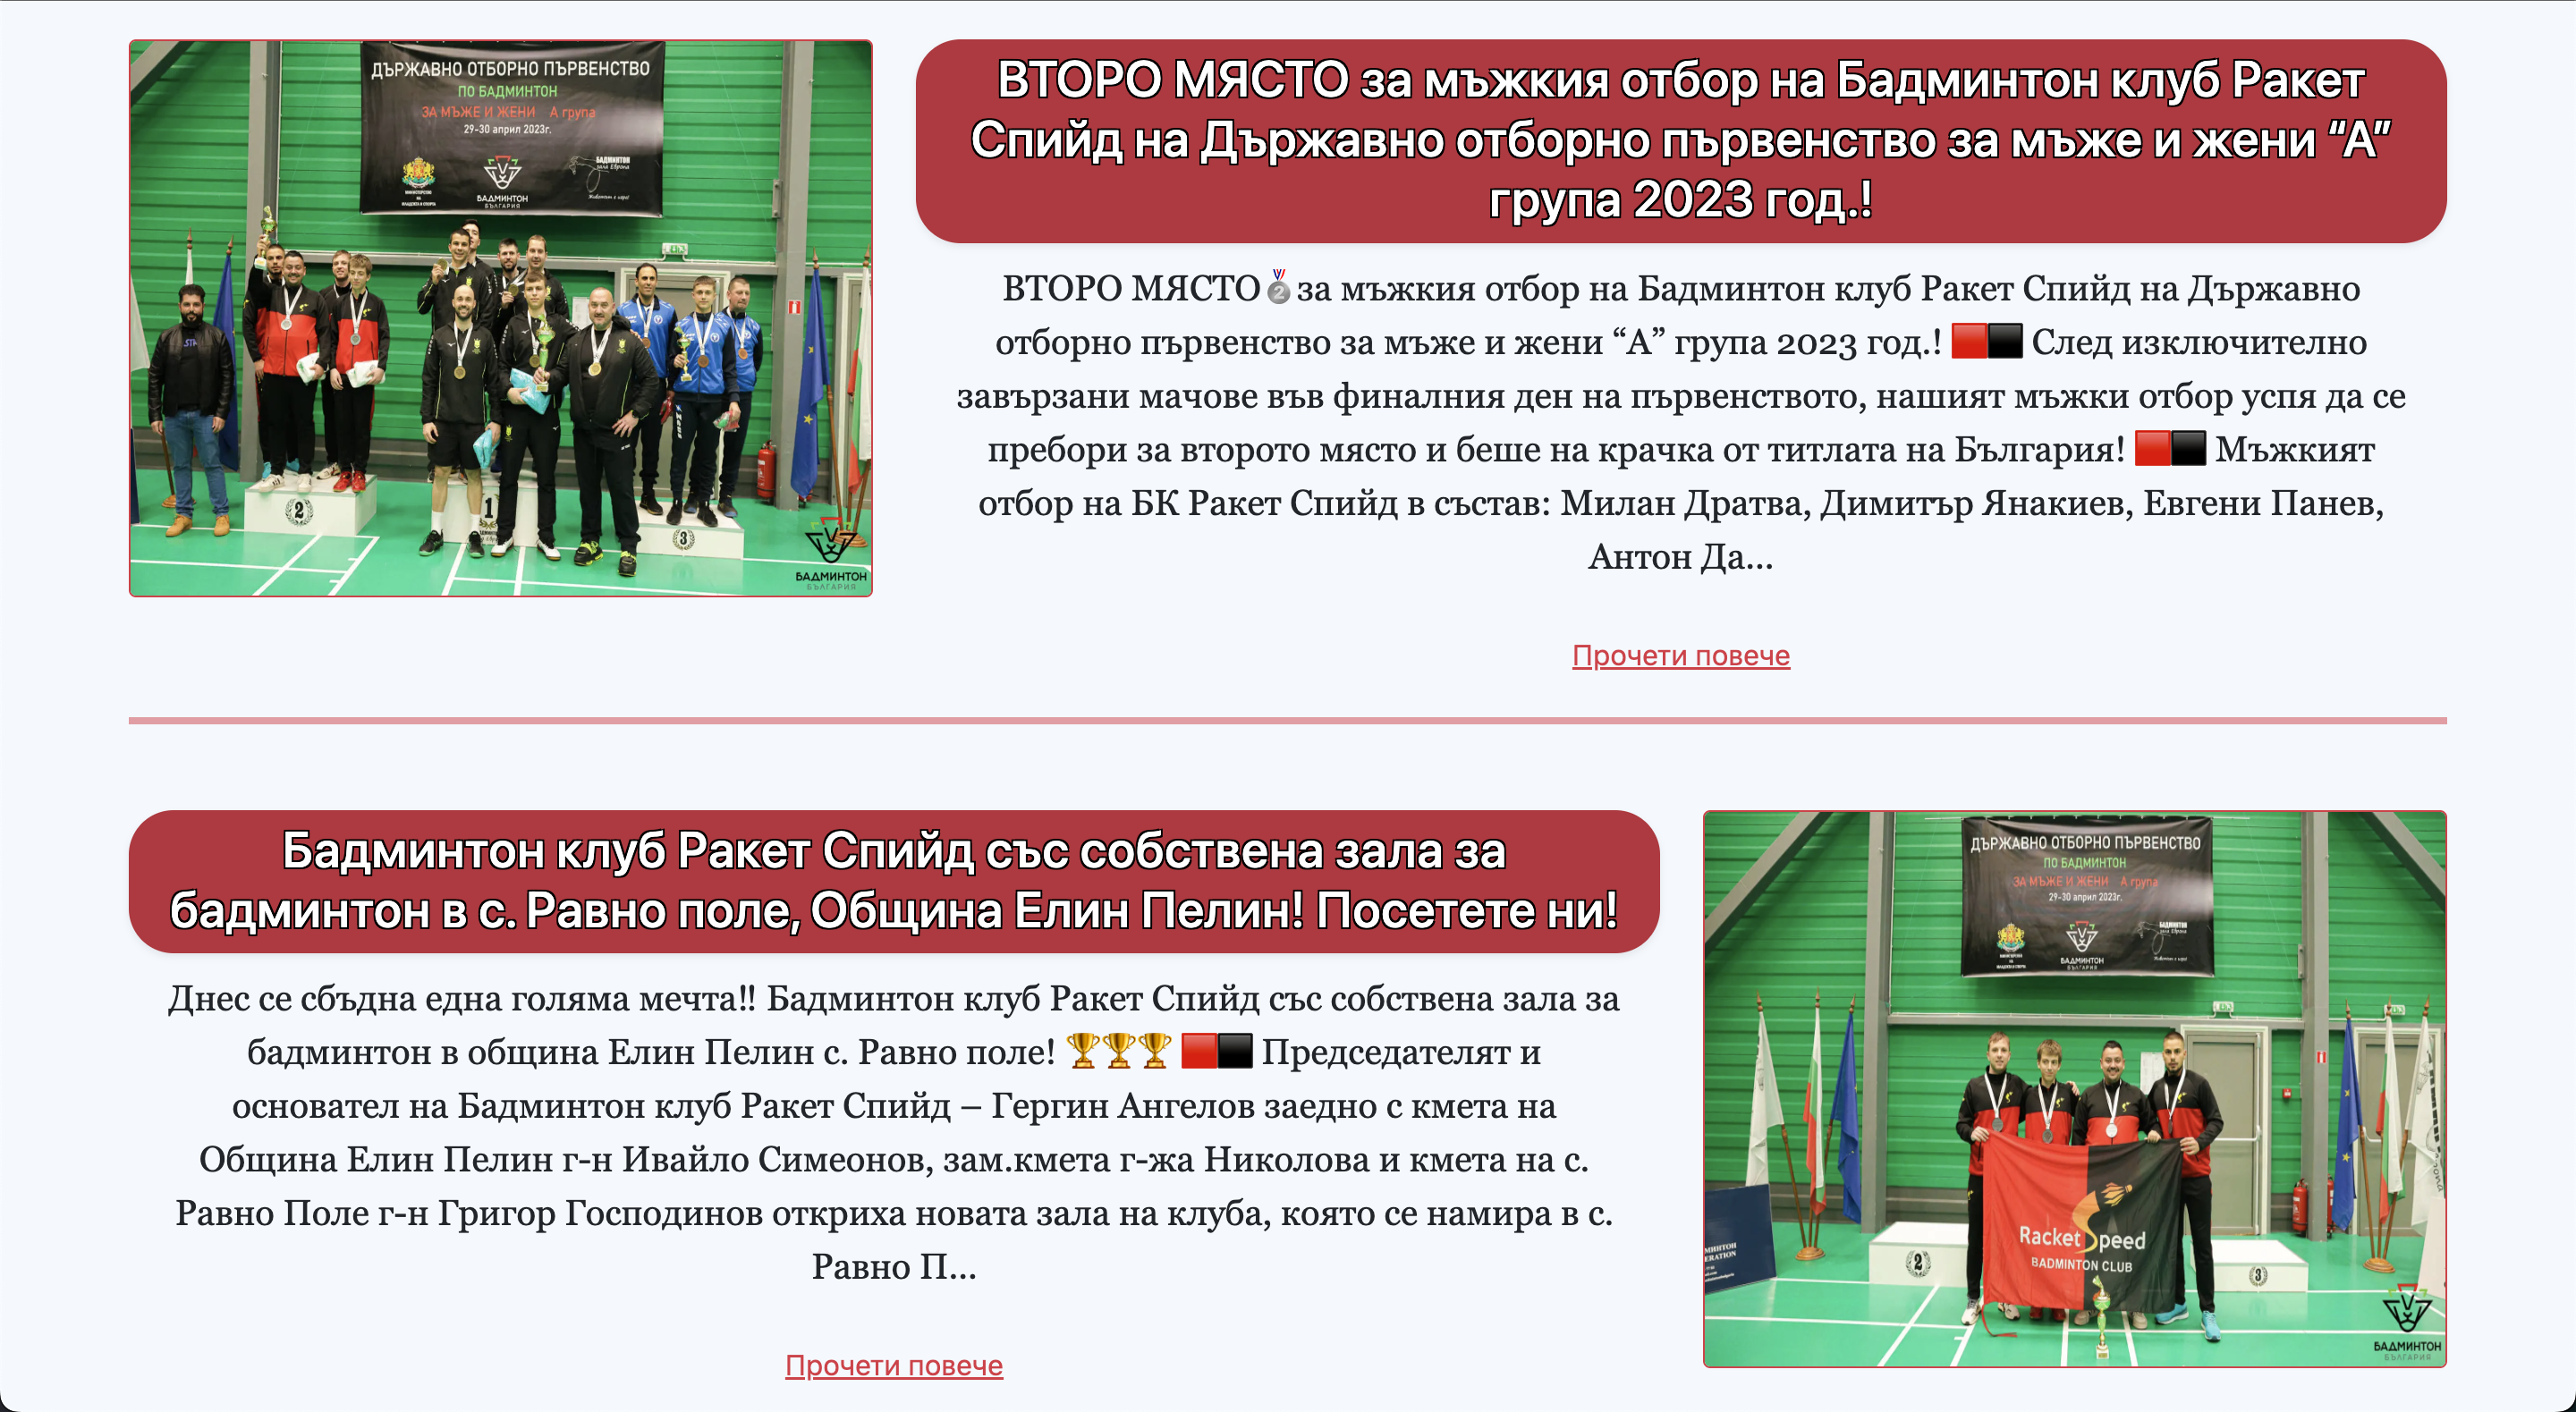 ДЪРЖАВНО ОТБОРНО ПЪРВЕНСТВО
ПО БАДМИНТОН
ЗА МЪЖЕ И ЖЕНИ А група
29-30 април 2023г.
БАДМИНТОН
БЪЛГАРИЯ
2
1
3
БАДМИНТОН
БЪЛГАРИЯ
ВТОРО МЯСТО за мъжкия отбор на Бадминтон клуб Ракет
Спийд на Държавно отборно първенство за мъже и жени “А”
група 2023 год.!
ВТОРО МЯСТО🥈за мъжкия отбор на Бадминтон клуб Ракет Спийд на Държавно
отборно първенство за мъже и жени “А” група 2023 год.! 🟥⬛ След изключително
завързани мачове във финалния ден на първенството, нашият мъжки отбор успя да се
пребори за второто място и беше на крачка от титлата на България! 🟥⬛ Мъжкият
отбор на БК Ракет Спийд в състав: Милан Дратва, Димитър Янакиев, Евгени Панев,
Антон Да...
Прочети повече
Бадминтон клуб Ракет Спийд със собствена зала за
бадминтон в с. Равно поле, Община Елин Пелин! Посетете ни!
Днес се сбъдна една голяма мечта!! Бадминтон клуб Ракет Спийд със собствена зала за
бадминтон в община Елин Пелин с. Равно поле! 🏆🏆🏆 🟥⬛ Председателят и
основател на Бадминтон клуб Ракет Спийд – Гергин Ангелов заедно с кмета на
Община Елин Пелин г-н Ивайло Симеонов, зам.кмета г-жа Николова и кмета на с.
Равно Поле г-н Григор Господинов откриха новата зала на клуба, която се намира в с.
Равно П...
Прочети повече
ДЪРЖАВНО ОТБОРНО ПЪРВЕНСТВО
ПО БАДМИНТОН
ЗА МЪЖЕ И ЖЕНИ А група
29-30 април 2023г.
БАДМИНТОН
БЪЛГАРИЯ
2
3
Racket Speed
BADMINTON CLUB
БАДМИНТОН
БЪЛГАРИЯ